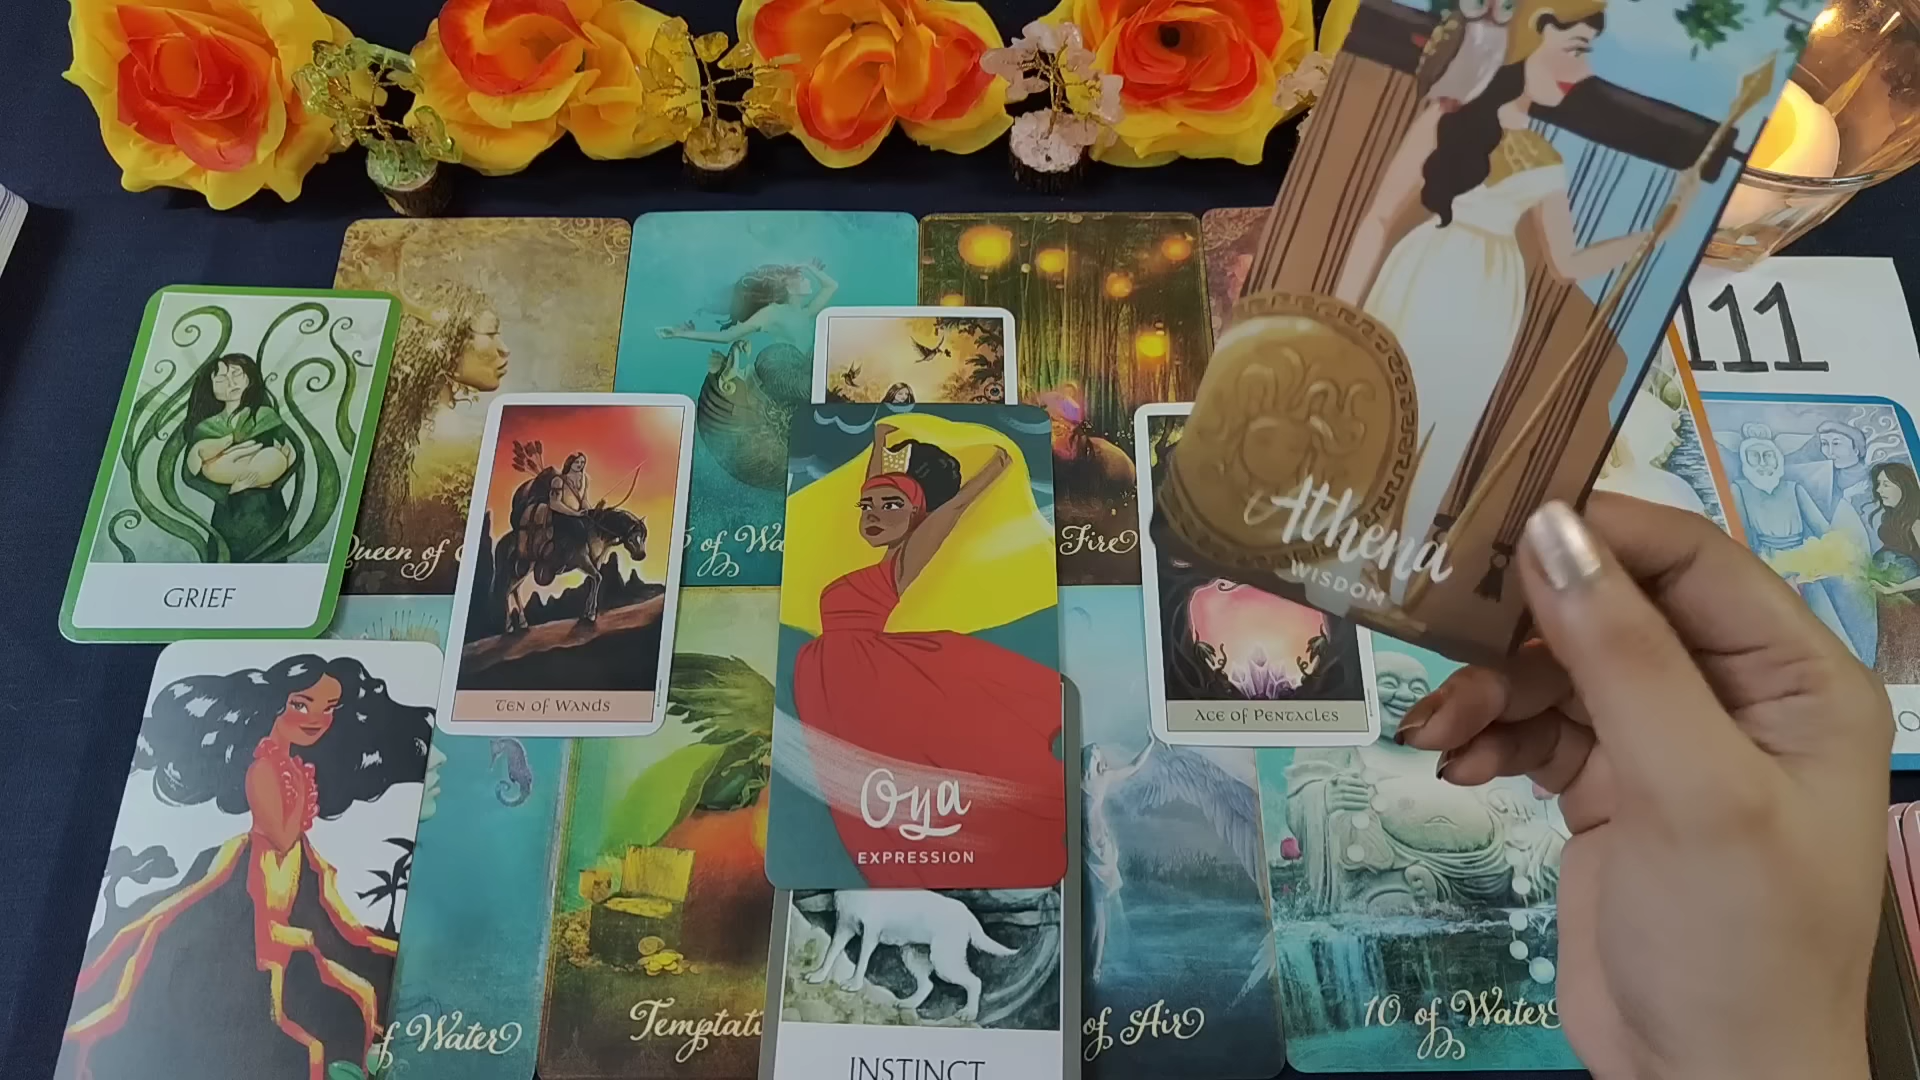 111
Queen of
5 of Wa
Fire
Athena
WISDOM
GRIEF
Ten of Wands
Ace of Pentacles
Oya
EXPRESSION
f Water
Temptati
of Air
10 of Water
INSTINCT